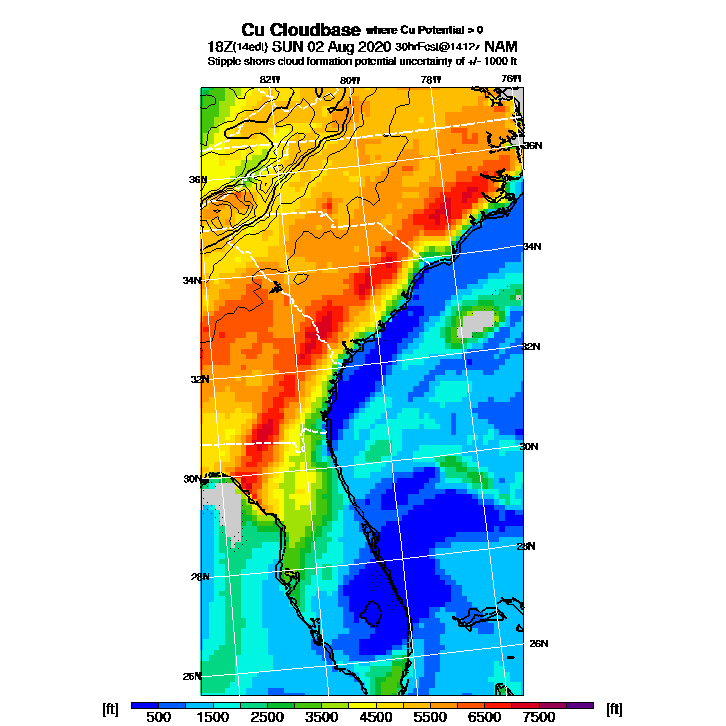 Cu Cloudbase where Cu Potential > 0
18Z(14edt) SUN 02 Aug 2020 30hrFcst@1412z NAM
Stipple shows cloud formation potential uncertainty of +/- 1000 ft
82W 80W 78W 76W
36N
36N
34N
34N
32N
32N
30N
30N
28N
28N
26N
26N
[ft] 500 1500 2500 3500 4500 5500 6500 7500 [ft]